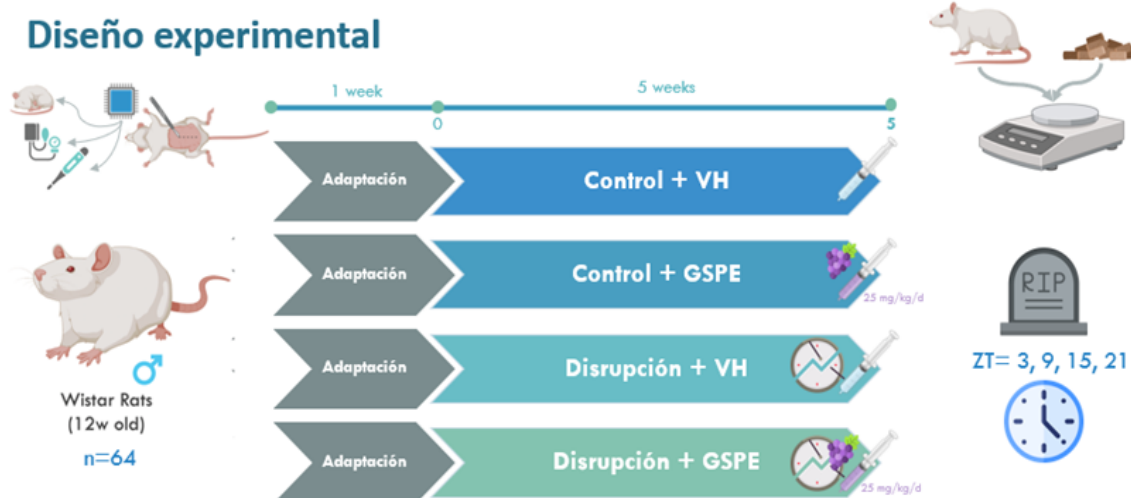 Diseño experimental
1 week
5 weeks
0
5
Adaptación
Control + VH
Adaptación
Control + GSPE
25 mg/kg/d
Adaptación
Disrupción + VH
Adaptación
Disrupción + GSPE
25 mg/kg/d
Wistar Rats
(12w old)
n=64
RIP
ZT= 3, 9, 15, 21